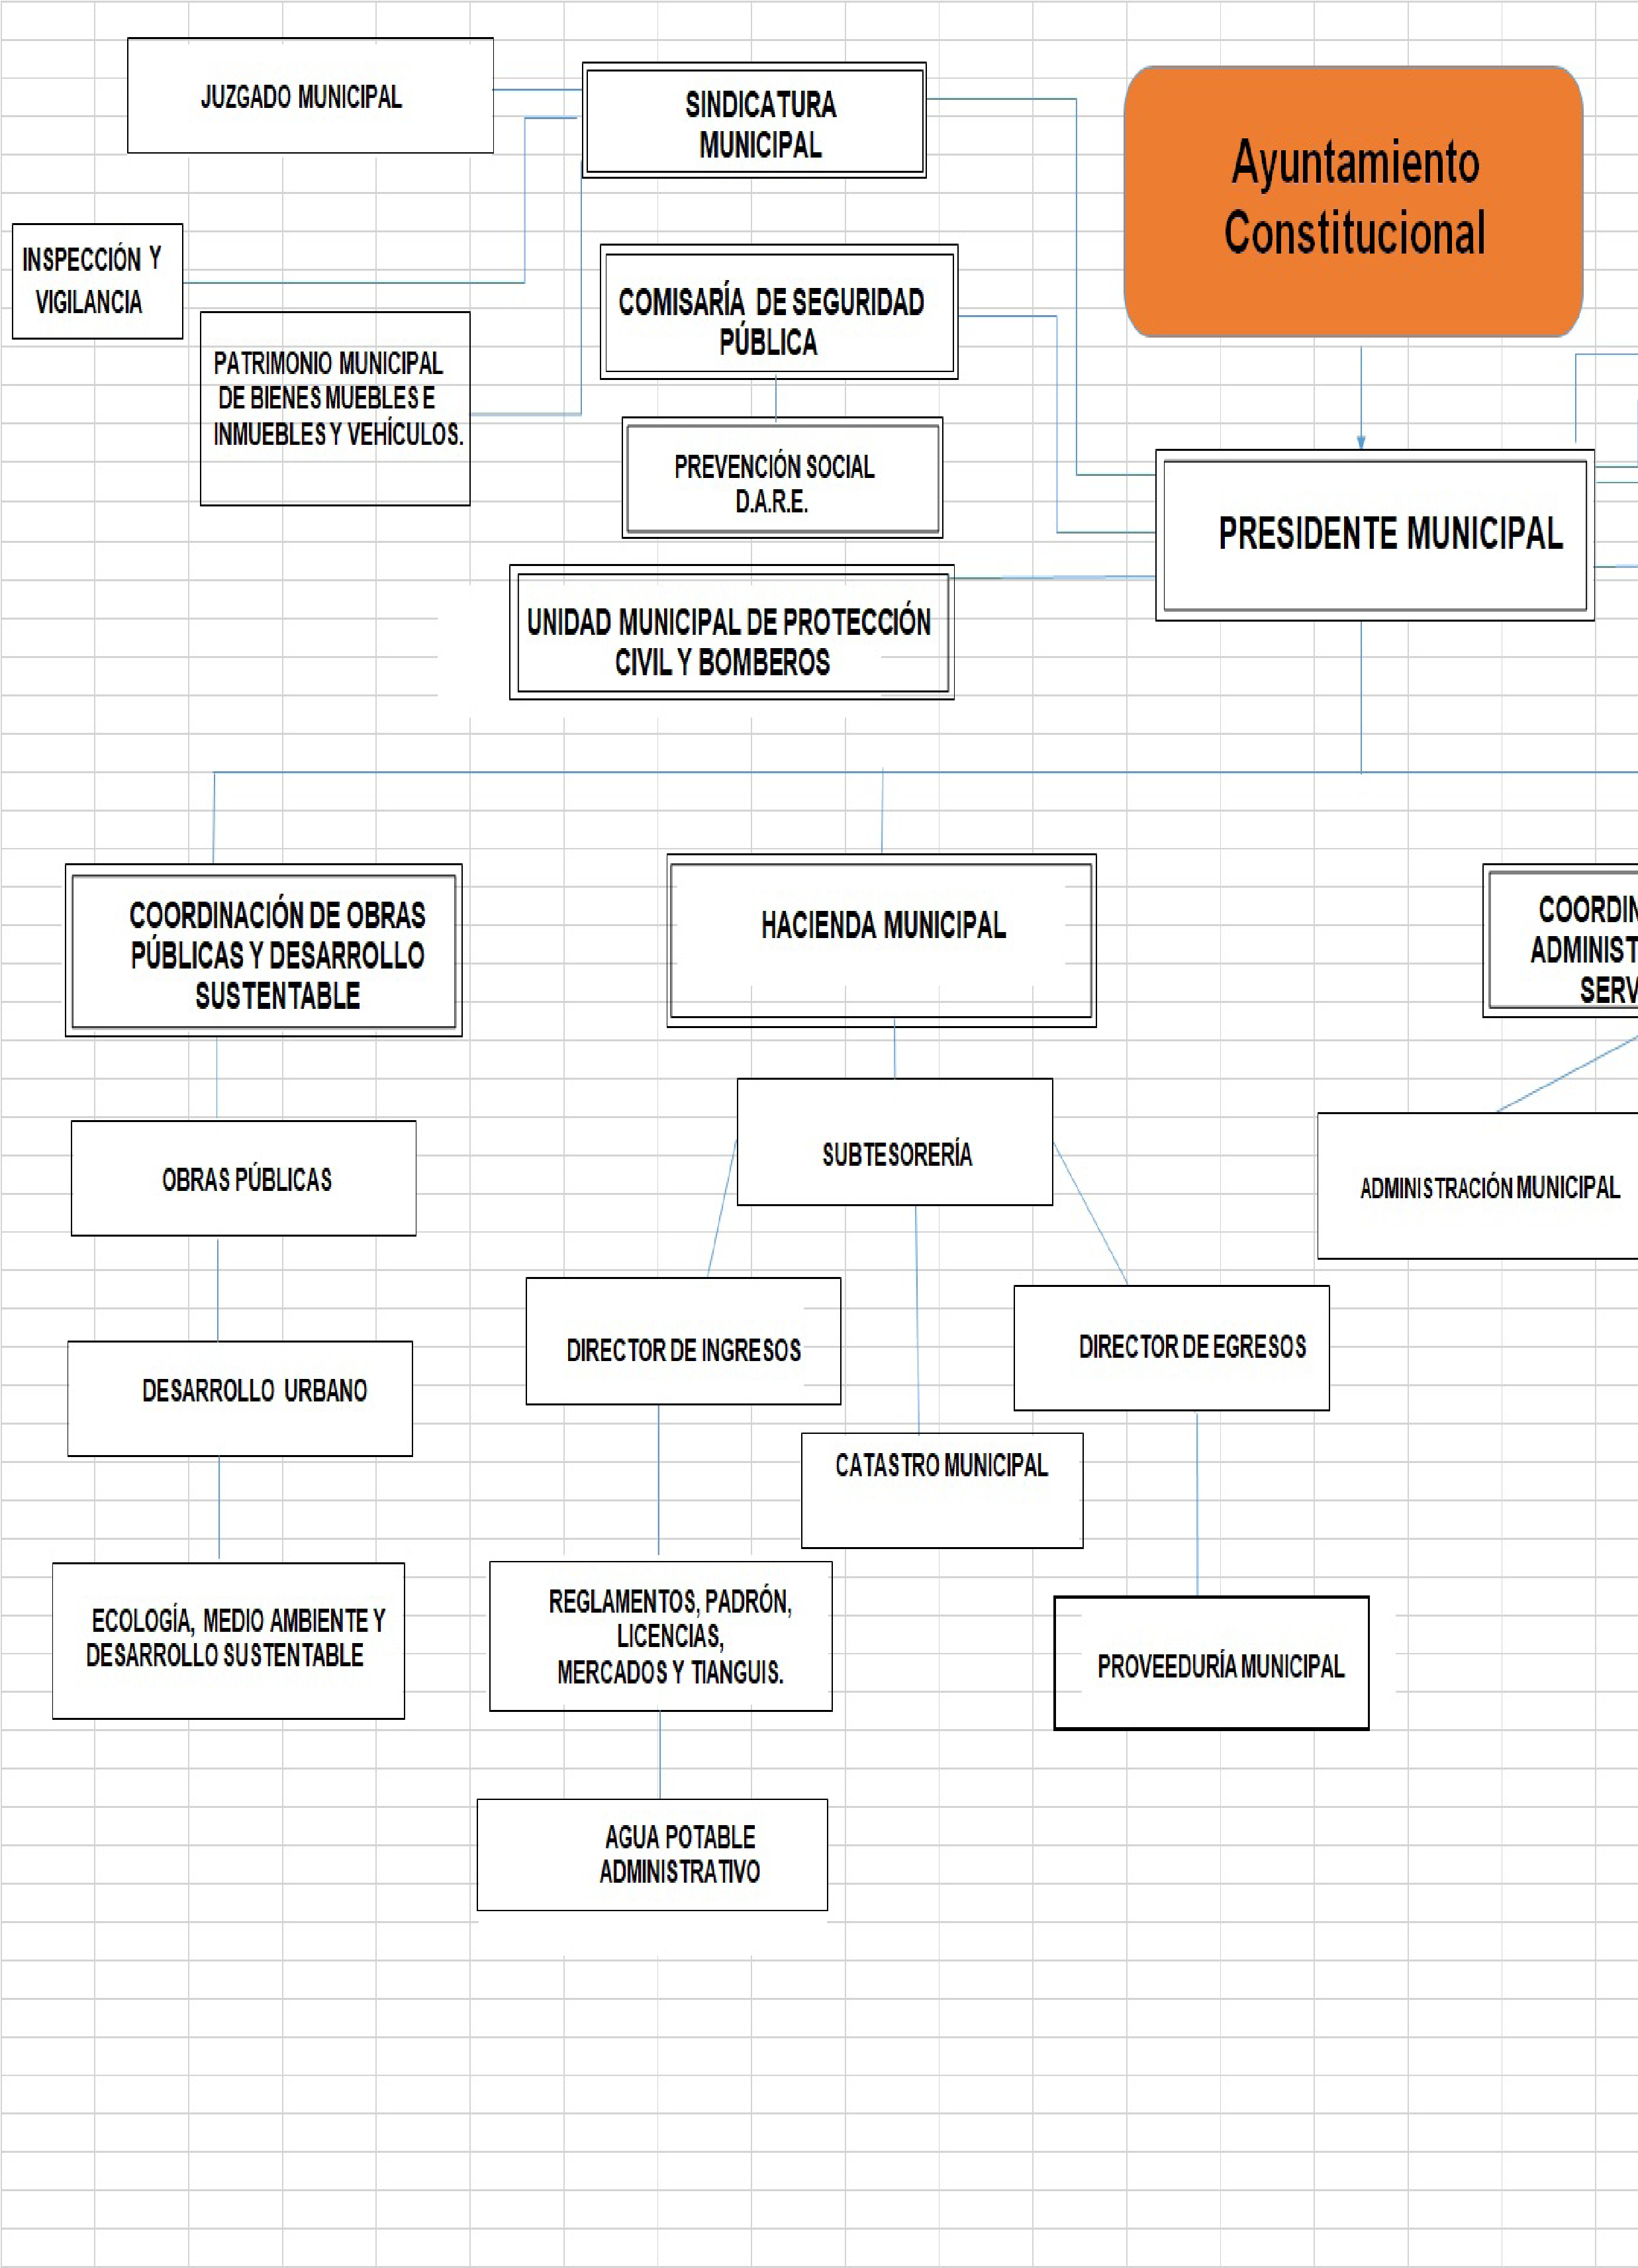 JUZGADO MUNICIPAL
SINDICATURA
MUNICIPAL
Ayuntamiento
Constitucional
INSPECCIÓN Y
VIGILANCIA
COMISARÍA DE SEGURIDAD
PÚBLICA
PATRIMONIO MUNICIPAL
DE BIENES MUEBLES E
INMUEBLES Y VEHÍCULOS.
PREVENCIÓN SOCIAL
D.A.R.E.
PRESIDENTE MUNICIPAL
UNIDAD MUNICIPAL DE PROTECCIÓN
CIVIL Y BOMBEROS
COORDINACIÓN DE OBRAS
PÚBLICAS Y DESARROLLO
SUSTENTABLE
HACIENDA MUNICIPAL
OBRAS PÚBLICAS
SUBTESORERÍA
ADMINISTRACIÓN MUNICIPAL
DESARROLLO URBANO
DIRECTOR DE INGRESOS
DIRECTOR DE EGRESOS
CATASTRO MUNICIPAL
ECOLOGÍA, MEDIO AMBIENTE Y
DESARROLLO SUSTENTABLE
REGLAMENTOS, PADRÓN,
LICENCIAS,
MERCADOS Y TIANGUIS.
PROVEEDURÍA MUNICIPAL
AGUA POTABLE
ADMINISTRATIVO